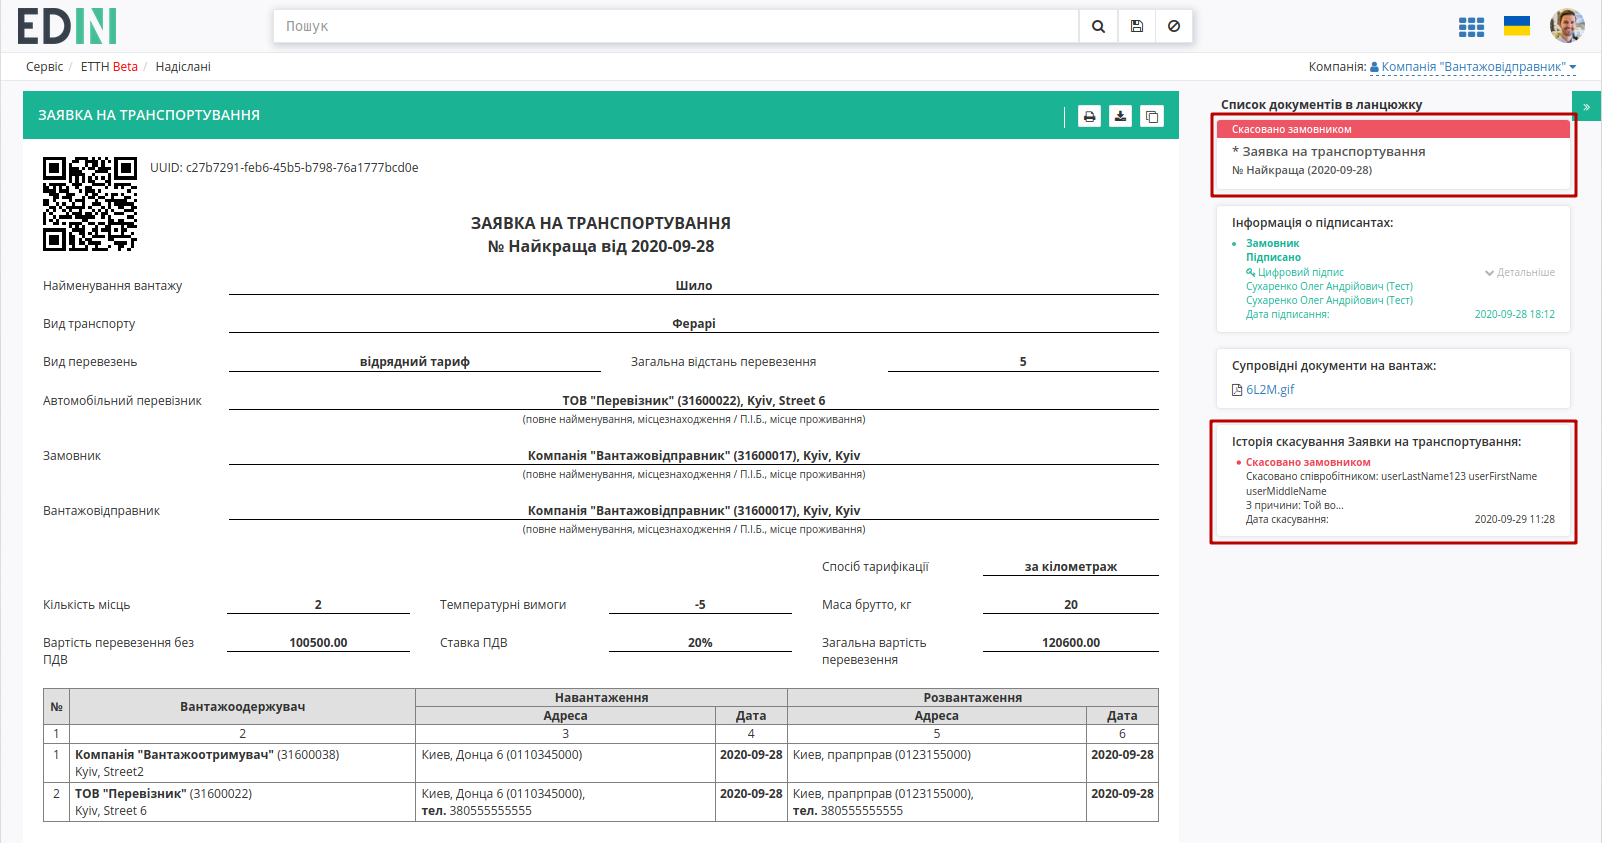 EDIN
Пошук
Сервіс / ЕТТН Beta / Надіслані
Компанія: Компанія "Вантажовідправник"
ЗАЯВКА НА ТРАНСПОРТУВАННЯ
UUID: c27b7291-feb6-45b5-b798-76a1777bcd0e
ЗАЯВКА НА ТРАНСПОРТУВАННЯ
№ Найкраща від 2020-09-28
Найменування вантажу Шило
Вид транспорту Ферарі
Вид перевезень відрядний тариф Загальна відстань перевезення 5
Автомобільний перевізник ТОВ "Перевізник" (31600022), Kyiv, Street 6
(повне найменування, місцезнаходження / П.І.Б., місце проживання)
Замовник Компанія "Вантажовідправник" (31600017), Kyiv, Kyiv
(повне найменування, місцезнаходження / П.І.Б., місце проживання)
Вантажовідправник Компанія "Вантажовідправник" (31600017), Kyiv, Kyiv
(повне найменування, місцезнаходження / П.І.Б., місце проживання)
Спосіб тарифікації за кілометраж
Кількість місць 2 Температурні вимоги -5 Маса брутто, кг 20
Вартість перевезення без ПДВ 100500.00 Ставка ПДВ 20% Загальна вартість перевезення 120600.00
№ Вантажоодержувач Навантаження Розвантаження
Адреса Дата Адреса Дата
1 2 3 4 5 6
1 Компанія "Вантажоотримувач" (31600038) Киев, Донца 6 (0110345000) 2020-09-28 Киев, прапрправ (0123155000) 2020-09-28
Kyiv, Street2
2 ТОВ "Перевізник" (31600022) Киев, Донца 6 (0110345000), 2020-09-28 Киев, прапрправ (0123155000), 2020-09-28
Kyiv, Street 6 тел. 380555555555 тел. 380555555555
Список документів в ланцюжку
»
Скасовано замовником
* Заявка на транспортування
№ Найкраща (2020-09-28)
Інформація о підписантах:
Замовник
Підписано
Цифровий підпис Детальніше
Сухаренко Олег Андрійович (Тест)
Сухаренко Олег Андрійович (Тест)
Дата підписання: 2020-09-28 18:12
Супровідні документи на вантаж:
6L2M.gif
Історія скасування Заявки на транспортування:
Скасовано замовником
Скасовано співробітником: userLastName123 userFirstName
userMiddleName
З причини: Той во...
Дата скасування: 2020-09-29 11:28